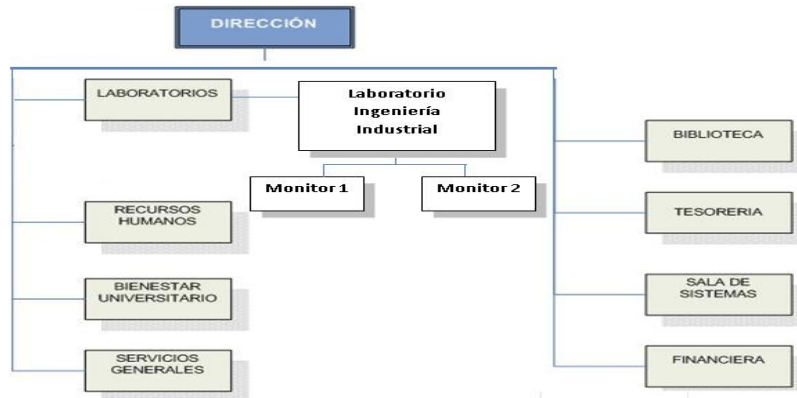 DIRECCIÓN
LABORATORIOS
Laboratorio
Ingeniería
Industrial
Monitor 1
Monitor 2
RECURSOS
HUMANOS
BIENESTAR
UNIVERSITARIO
SERVICIOS
GENERALES
BIBLIOTECA
TESORERIA
SALA DE
SISTEMAS
FINANCIERA